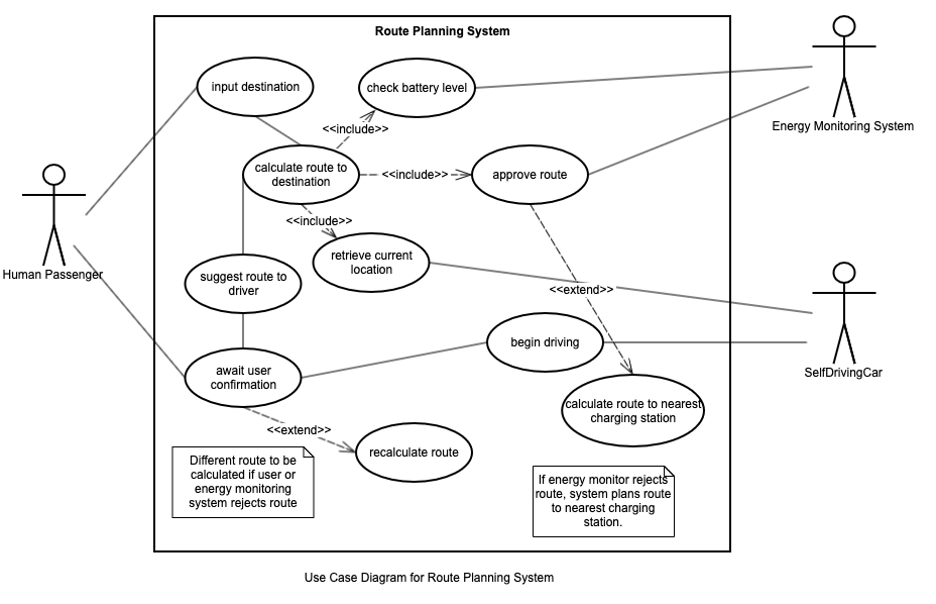 Route Planning System
input destination
check battery level
Energy Monitoring System
<<include>>
calculate route to
destination
<<include>>
approve route
<<include>>
Human Passenger
retrieve current
location
suggest route to
driver
<<extend>>
begin driving
SelfDrivingCar
await user
confirmation
calculate route to nearest
charging station
<<extend>>
recalculate route
Different route to be
calculated if user or
energy monitoring
system rejects route
If energy monitor rejects
route, system plans route
to nearest charging
station.
Use Case Diagram for Route Planning System